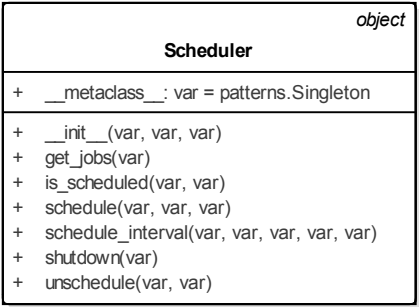 object
Scheduler
+ __metaclass__: var = patterns.Singleton
+ __init__(var, var, var)
+ get_jobs(var)
+ is_scheduled(var, var)
+ schedule(var, var, var)
+ schedule_interval(var, var, var, var, var)
+ shutdown(var)
+ unschedule(var, var)